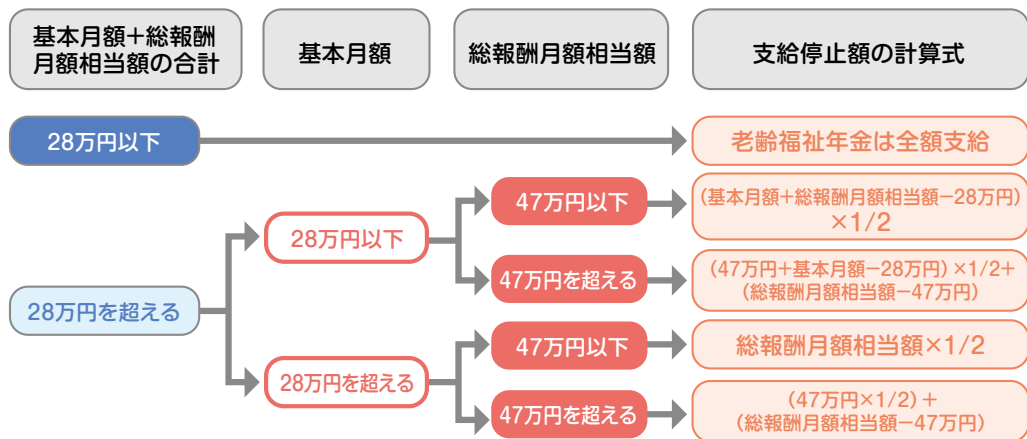 基本月額＋総報酬
月額相当額の合計
基本月額
総報酬月額相当額
支給停止額の計算式
28万円以下
老齢福祉年金は全額支給
28万円を超える
28万円以下
47万円以下
(基本月額＋総報酬月額相当額−28万円)
×1/2
47万円を超える
(47万円＋基本月額−28万円)×1/2＋
(総報酬月額相当額−47万円)
28万円を超える
47万円以下
総報酬月額相当額×1/2
47万円を超える
(47万円×1/2)＋
(総報酬月額相当額−47万円)